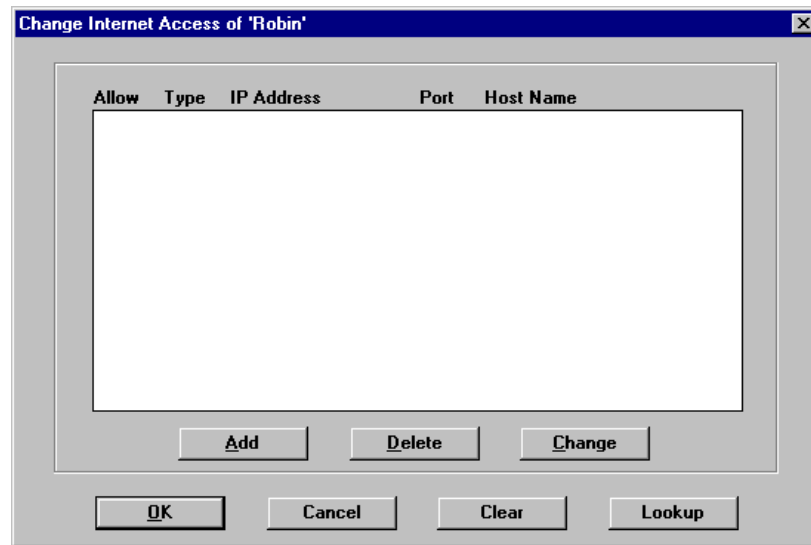 Change Internet Access of 'Robin'
Allow Type IP Address Port Host Name
Add Delete Change
OK Cancel Clear Lookup